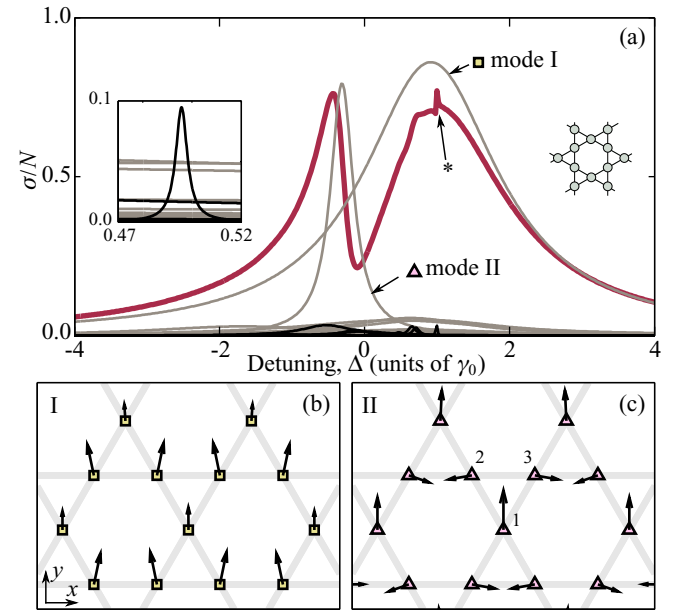 1.0
(a)
mode I
0.1
σ/N
0.5
*
0.0
0.47
0.52
mode II
0.0
-4
-2
0
2
4
Detuning, Δ (units of γ₀)
I
(b)
II
(c)
2
3
1
y
x